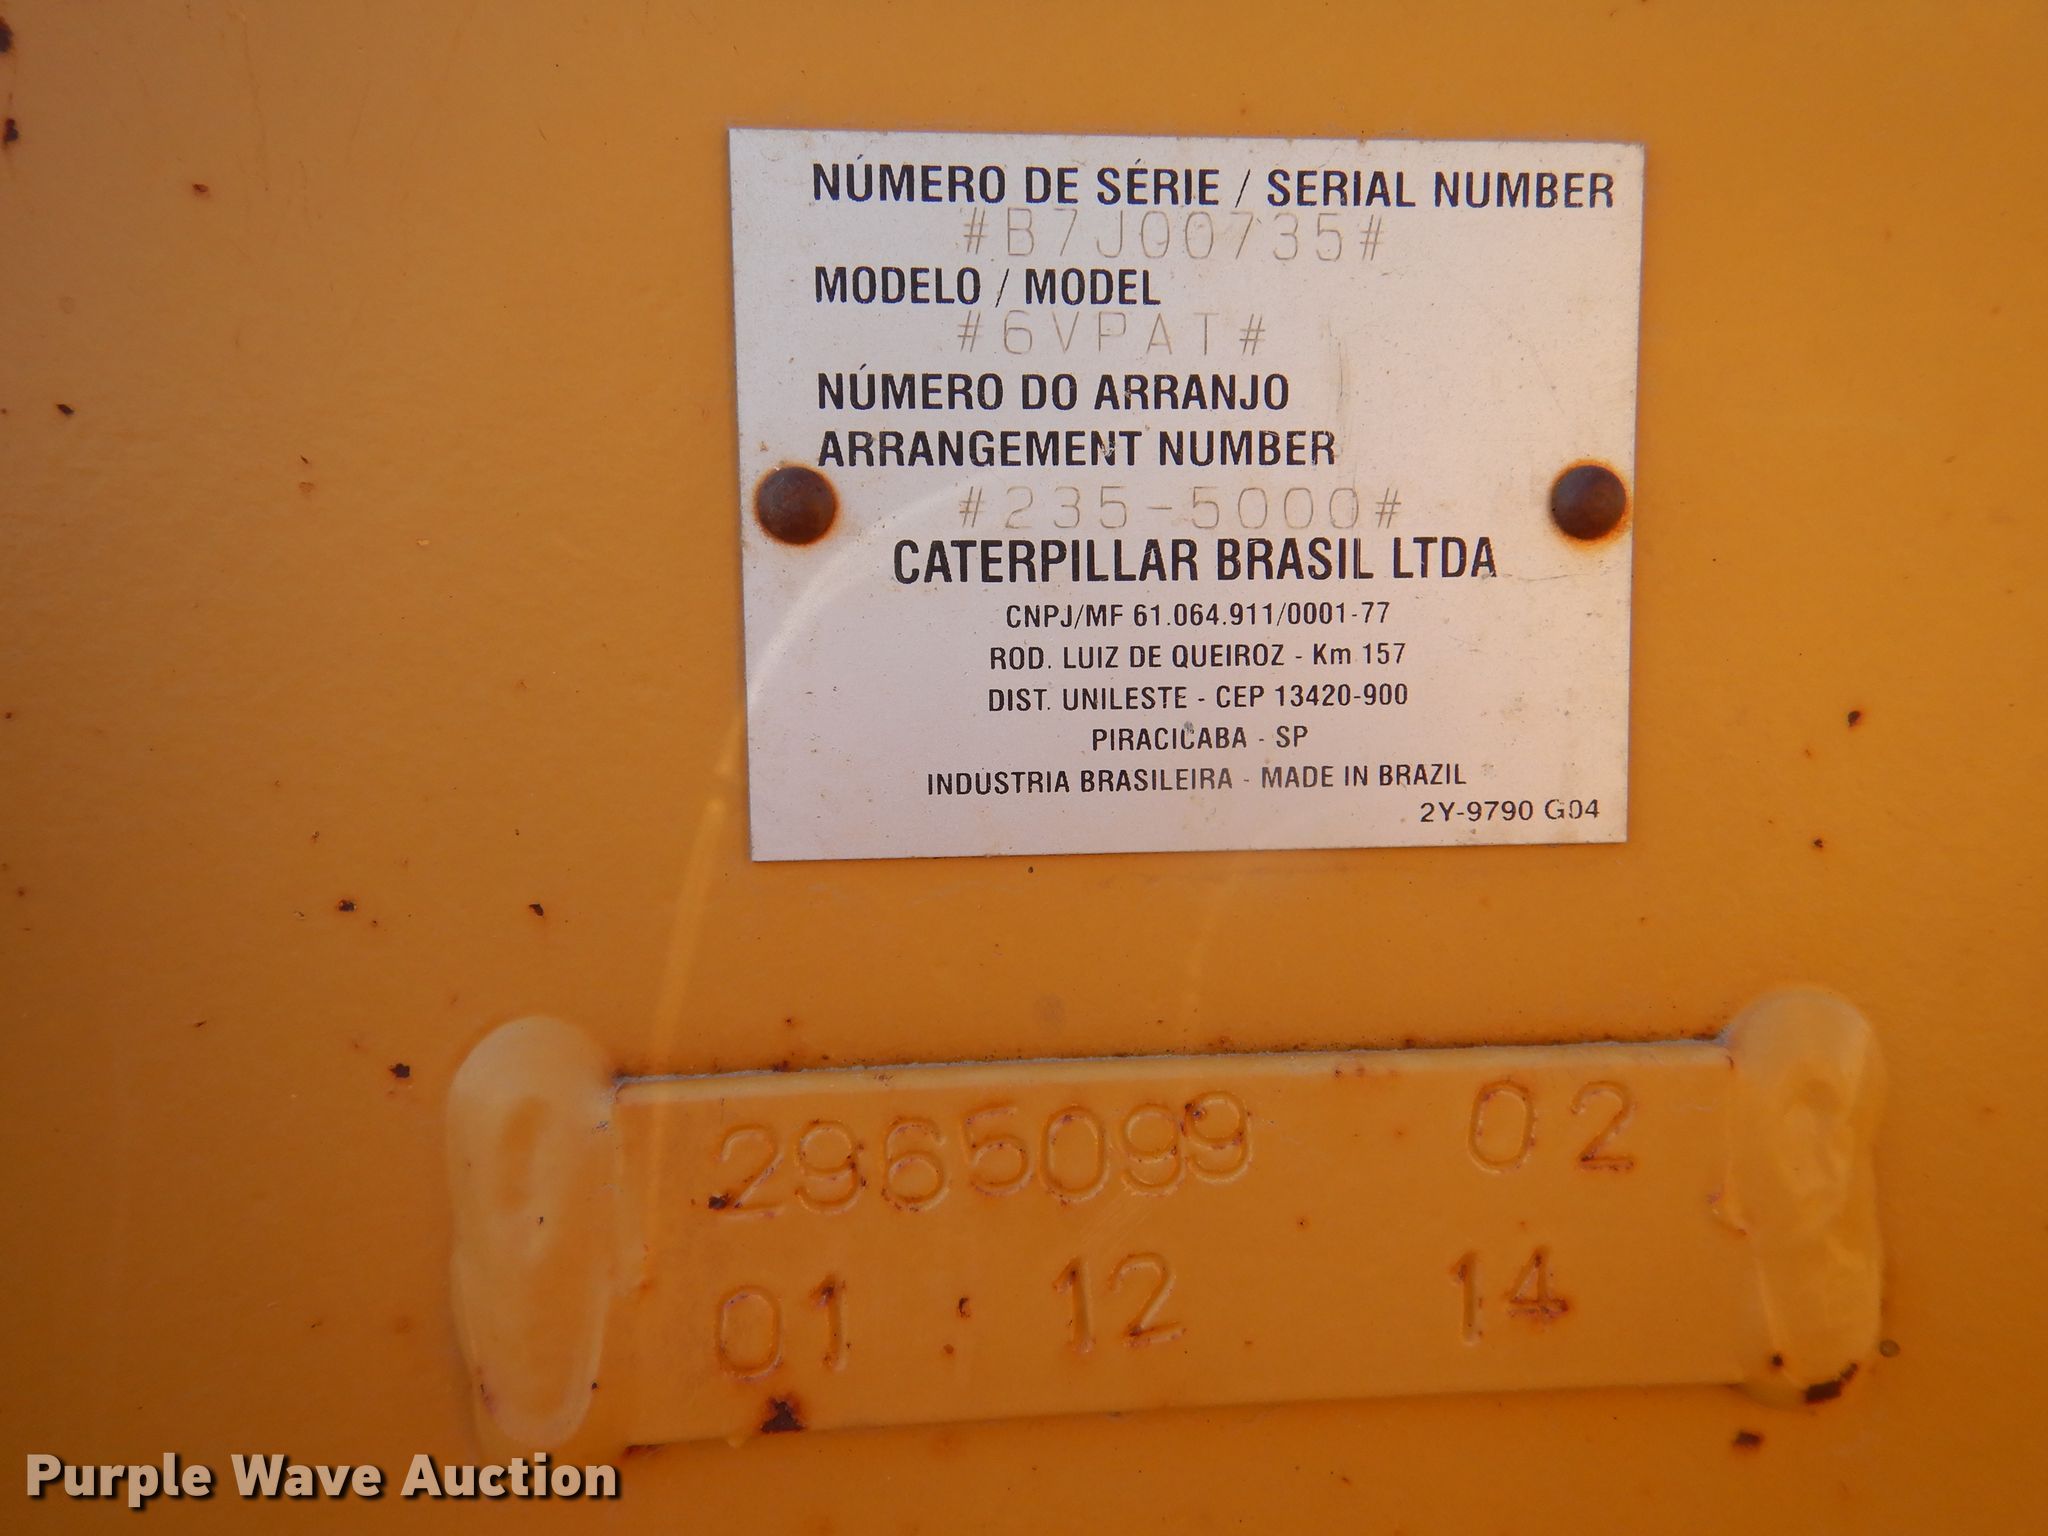 NÚMERO DE SÉRIE / SERIAL NUMBER
#B7J00735#
MODELO / MODEL
#6VPAT#
NÚMERO DO ARRANJO
ARRANGEMENT NUMBER
#235-5000#
CATERPILLAR BRASIL LTDA
CNPJ/MF 61.064.911/0001-77
ROD. LUIZ DE QUEIROZ - Km 157
DIST. UNILESTE - CEP 13420-900
PIRACICABA - SP
INDÚSTRIA BRASILEIRA - MADE IN BRAZIL
2Y-9790 G04
2965099 02
01 12 14
Purple Wave Auction